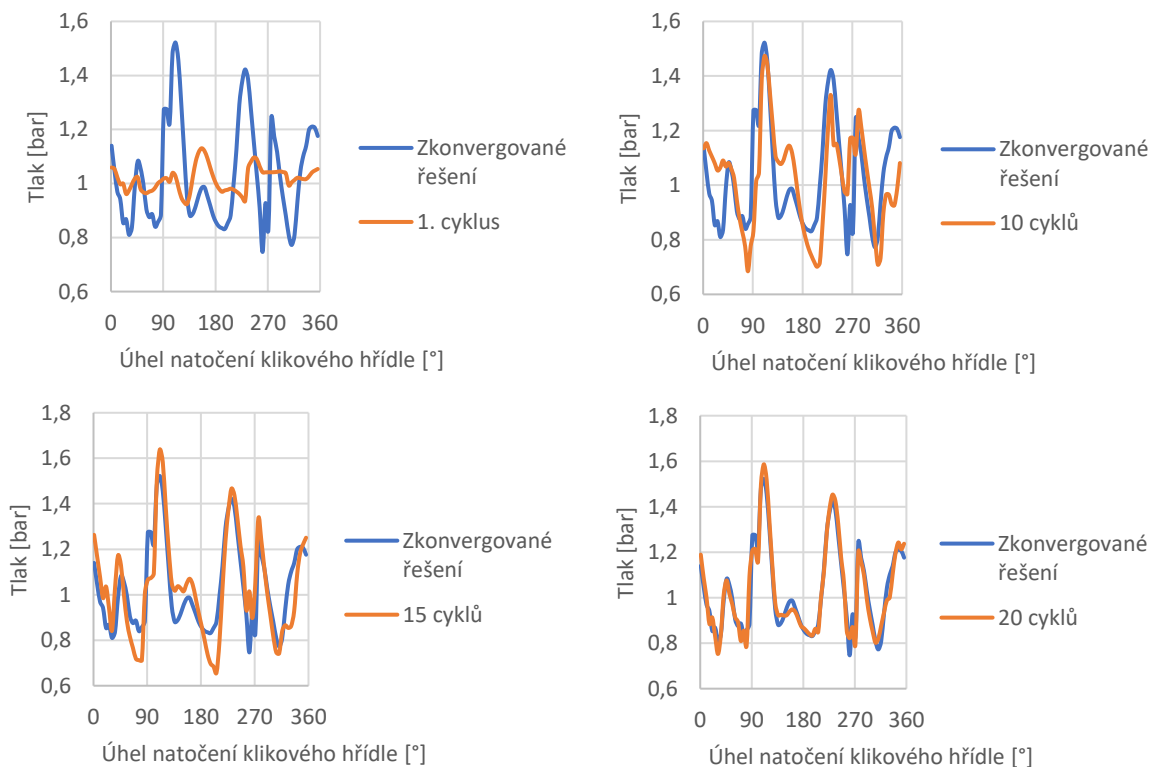 1,6
1,4
1,2
1
0,8
0,6
Tlak [bar]
0 90 180 270 360
Úhel natočení klikového hřídle [°]
Zkonvergované
řešení
1. cyklus
1,6
1,4
1,2
1
0,8
0,6
Tlak [bar]
0 90 180 270 360
Úhel natočení klikového hřídle [°]
Zkonvergované
řešení
10 cyklů
1,8
1,6
1,4
1,2
1
0,8
0,6
Tlak [bar]
0 90 180 270 360
Úhel natočení klikového hřídle [°]
Zkonvergované
řešení
15 cyklů
1,8
1,6
1,4
1,2
1
0,8
0,6
Tlak [bar]
0 90 180 270 360
Úhel natočení klikového hřídle [°]
Zkonvergované
řešení
20 cyklů